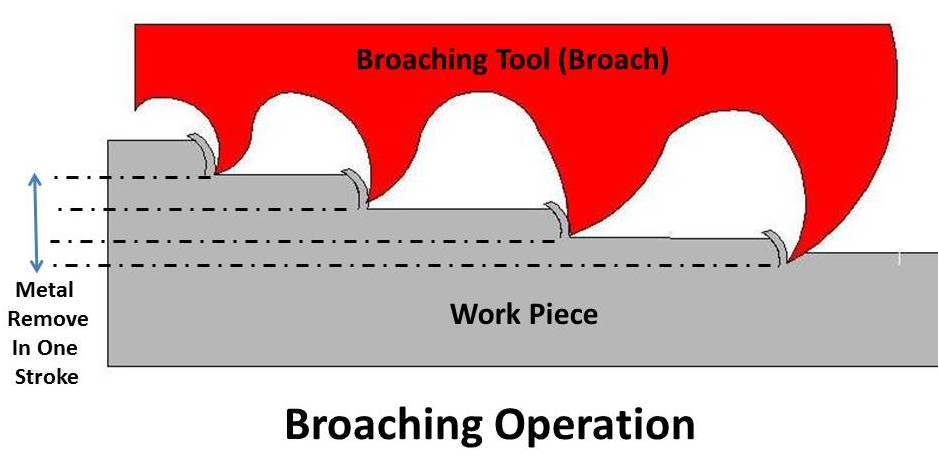 Broaching Tool (Broach)
Metal
Remove
In One
Stroke
Work Piece
Broaching Operation